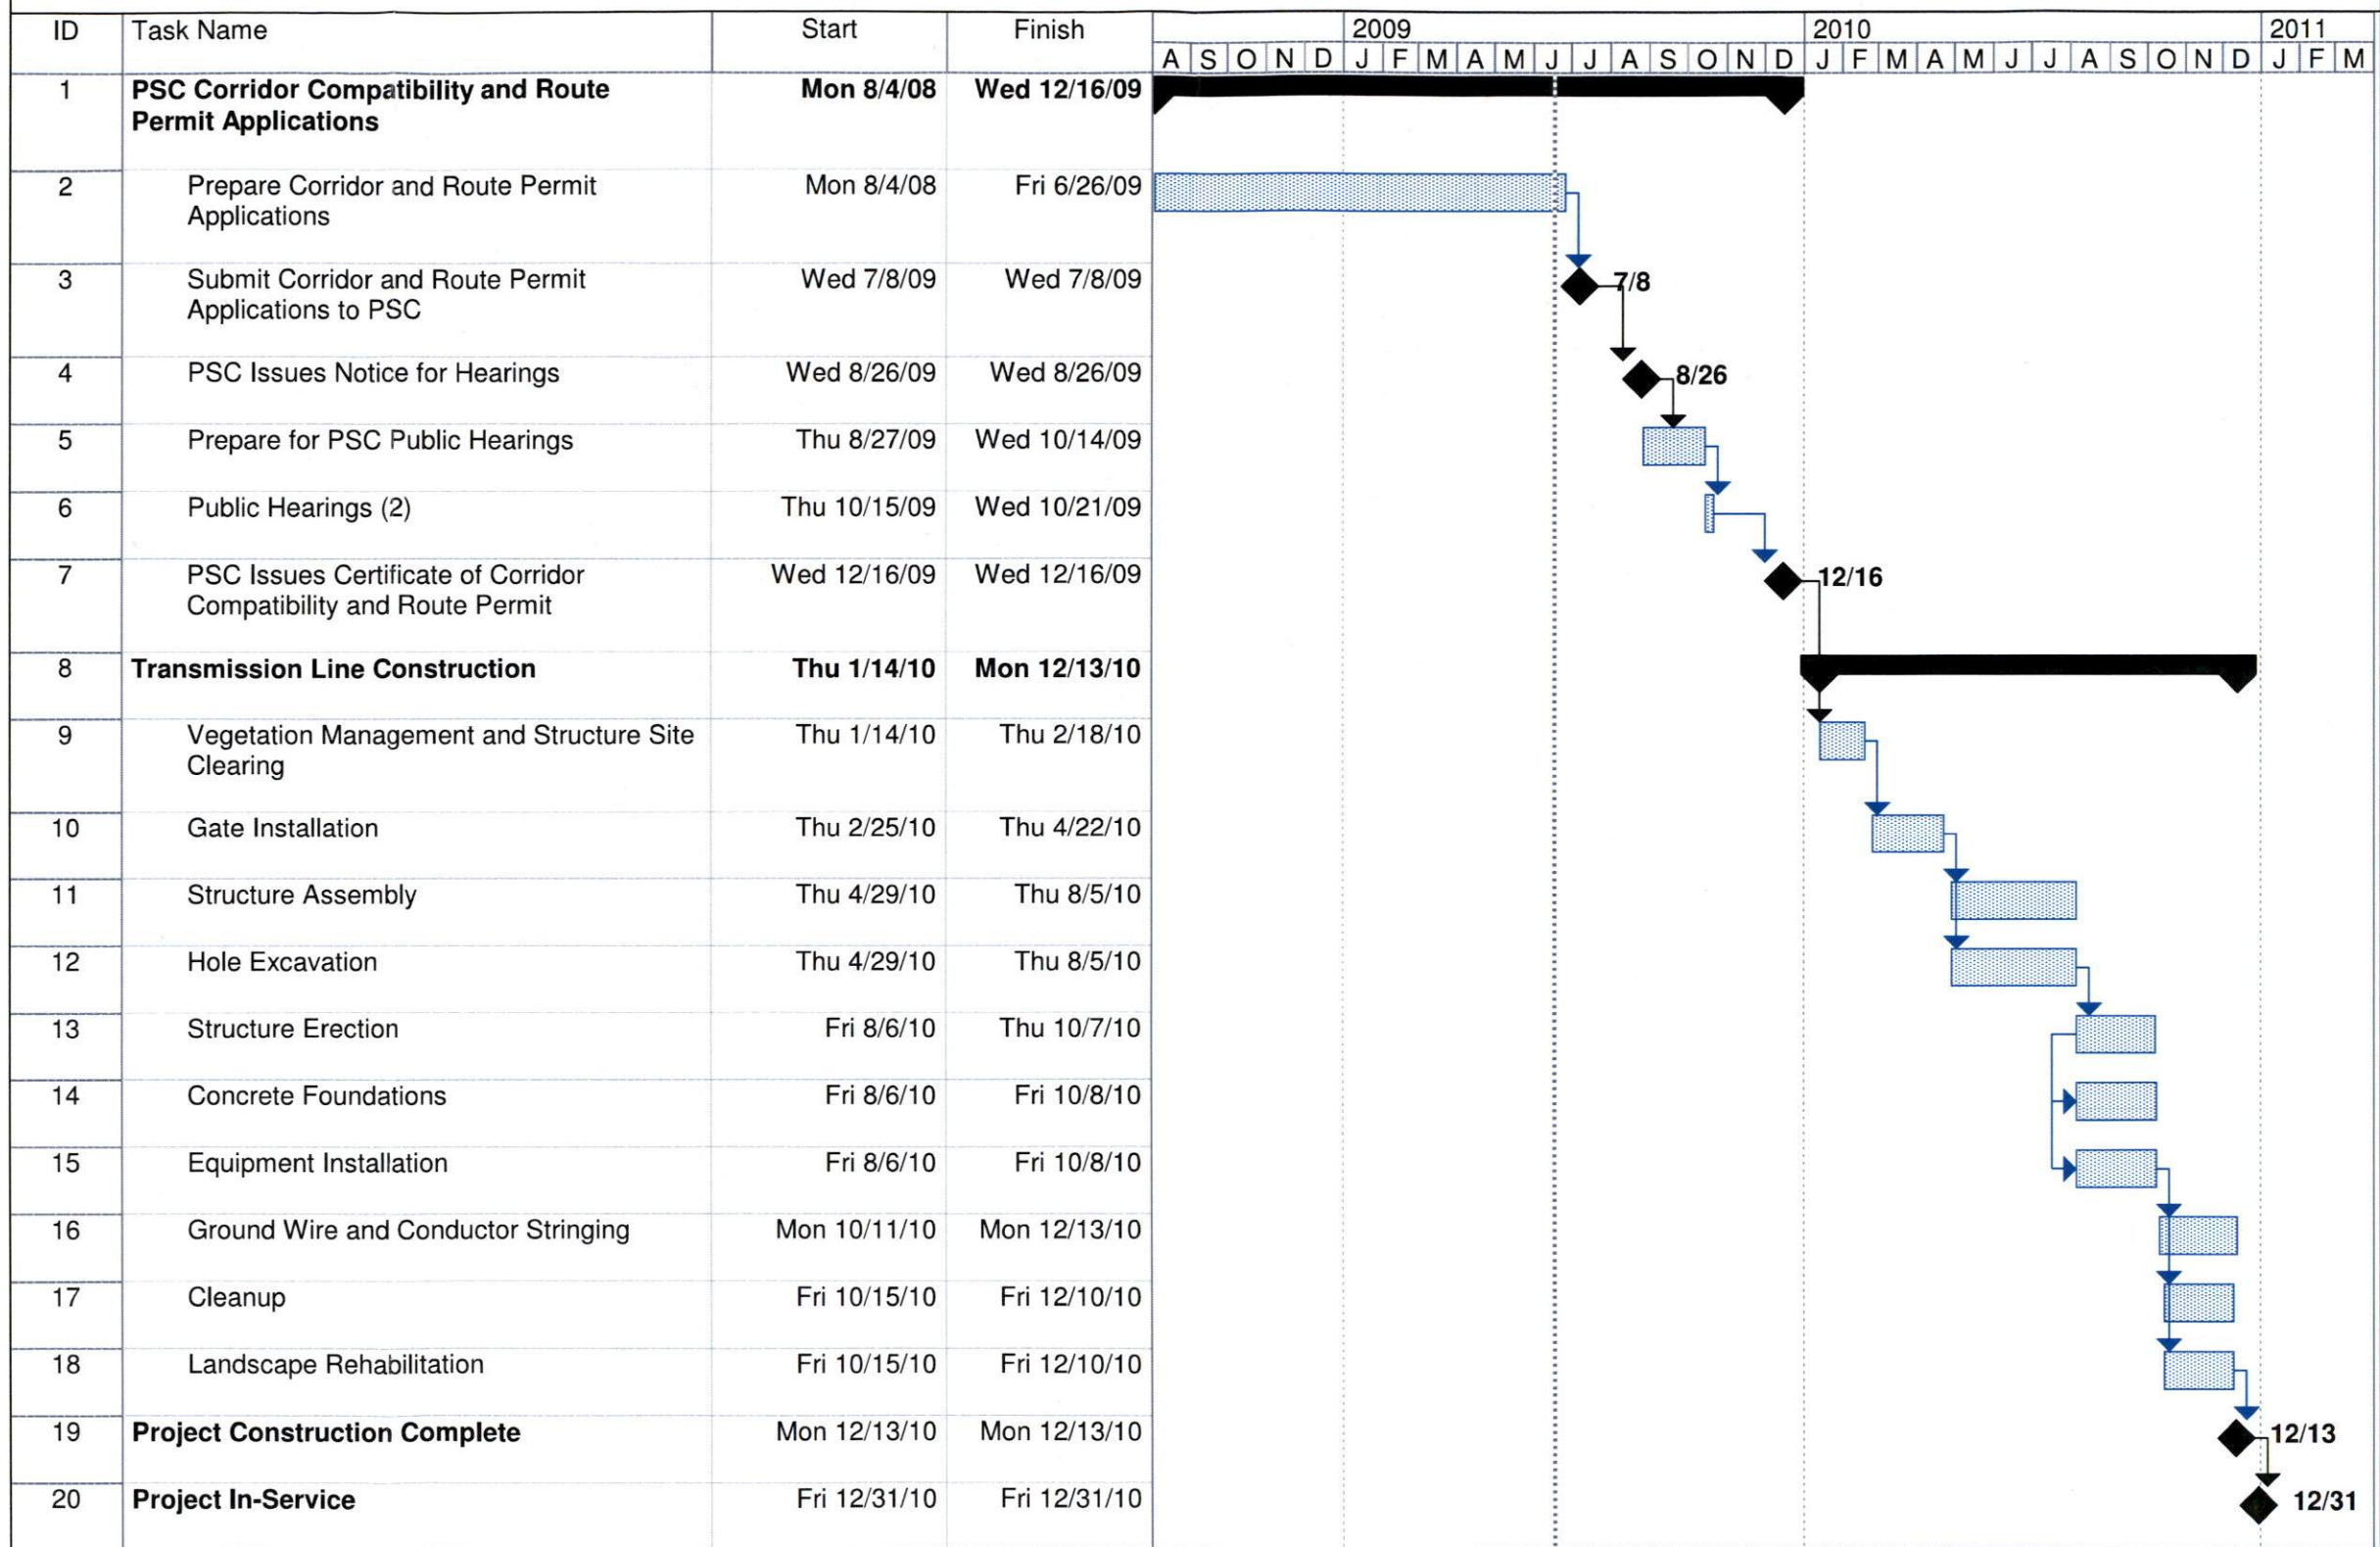 ID Task Name Start Finish 2009 2010 2011
A S O N D J F M A M J J A S O N D J F M A M J J A S O N D J F M
1 PSC Corridor Compatibility and Route Mon 8/4/08 Wed 12/16/09
Permit Applications
2 Prepare Corridor and Route Permit Mon 8/4/08 Fri 6/26/09
Applications
3 Submit Corridor and Route Permit Wed 7/8/09 Wed 7/8/09 7/8
Applications to PSC
4 PSC Issues Notice for Hearings Wed 8/26/09 Wed 8/26/09 8/26
5 Prepare for PSC Public Hearings Thu 8/27/09 Wed 10/14/09
6 Public Hearings (2) Thu 10/15/09 Wed 10/21/09
7 PSC Issues Certificate of Corridor Wed 12/16/09 Wed 12/16/09 12/16
Compatibility and Route Permit
8 Transmission Line Construction Thu 1/14/10 Mon 12/13/10
9 Vegetation Management and Structure Site Thu 1/14/10 Thu 2/18/10
Clearing
10 Gate Installation Thu 2/25/10 Thu 4/22/10
11 Structure Assembly Thu 4/29/10 Thu 8/5/10
12 Hole Excavation Thu 4/29/10 Thu 8/5/10
13 Structure Erection Fri 8/6/10 Thu 10/7/10
14 Concrete Foundations Fri 8/6/10 Fri 10/8/10
15 Equipment Installation Fri 8/6/10 Fri 10/8/10
16 Ground Wire and Conductor Stringing Mon 10/11/10 Mon 12/13/10
17 Cleanup Fri 10/15/10 Fri 12/10/10
18 Landscape Rehabilitation Fri 10/15/10 Fri 12/10/10
19 Project Construction Complete Mon 12/13/10 Mon 12/13/10 12/13
20 Project In-Service Fri 12/31/10 Fri 12/31/10 12/31